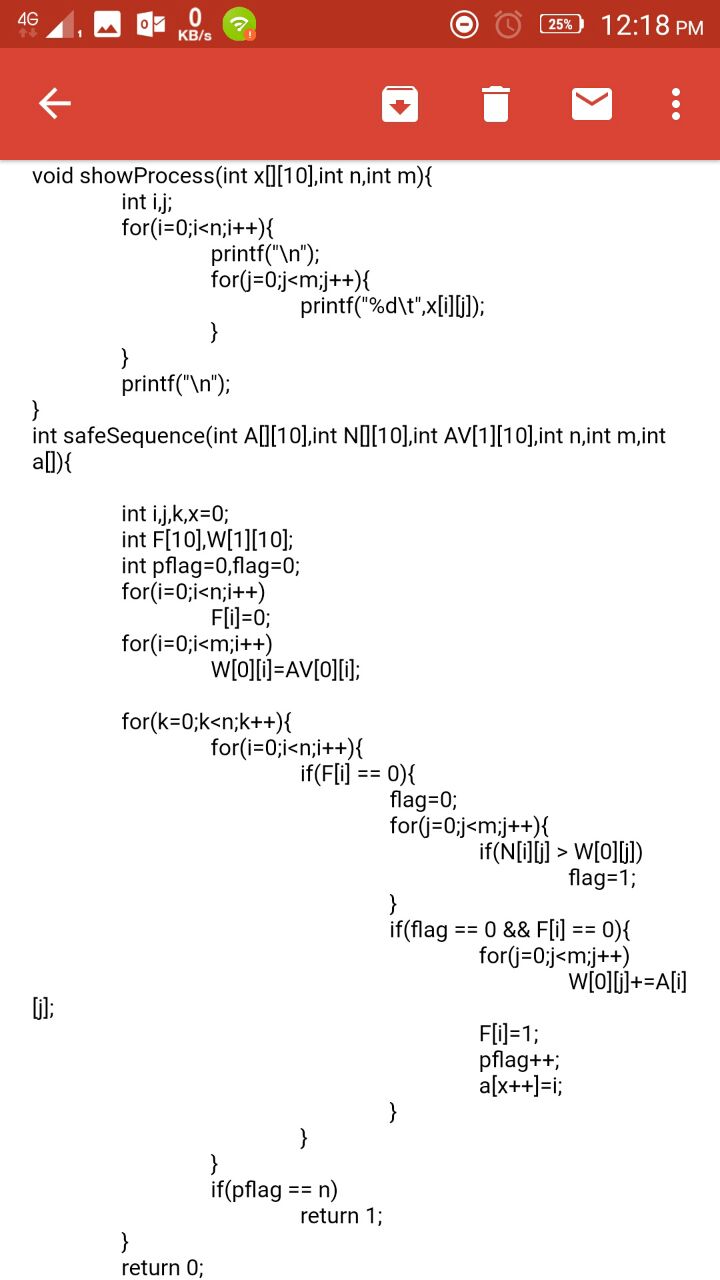 4G
1
0
KB/s
25%
12:18 PM
void showProcess(int x[][10],int n,int m){
int i,j;
for(i=0;i<n;i++){
printf("\n");
for(j=0;j<m;j++){
printf("%d\t",x[i][j]);
}
}
printf("\n");
}
int safeSequence(int A[][10],int N[][10],int AV[1][10],int n,int m,int
a[]){
int i,j,k,x=0;
int F[10],W[1][10];
int pflag=0,flag=0;
for(i=0;i<n;i++)
F[i]=0;
for(i=0;i<m;i++)
W[0][i]=AV[0][i];
for(k=0;k<n;k++){
for(i=0;i<n;i++){
if(F[i] == 0){
flag=0;
for(j=0;j<m;j++){
if(N[i][j] > W[0][j])
flag=1;
}
if(flag == 0 && F[i] == 0){
for(j=0;j<m;j++)
W[0][j]+=A[i]
[j];
F[i]=1;
pflag++;
a[x++]=i;
}
}
}
if(pflag == n)
return 1;
}
return 0;